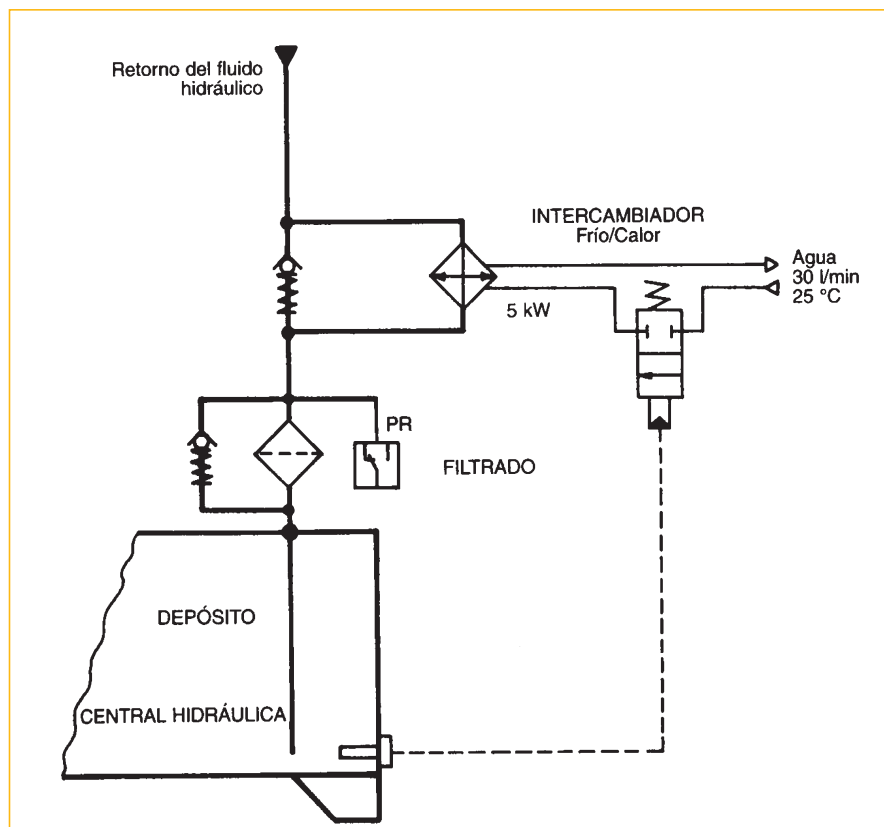 Retorno del fluido
hidráulico
INTERCAMBIADOR
Frío/Calor
Agua
30 l/min
25 °C
5 kW
PR
FILTRADO
DEPÓSITO
CENTRAL HIDRÁULICA